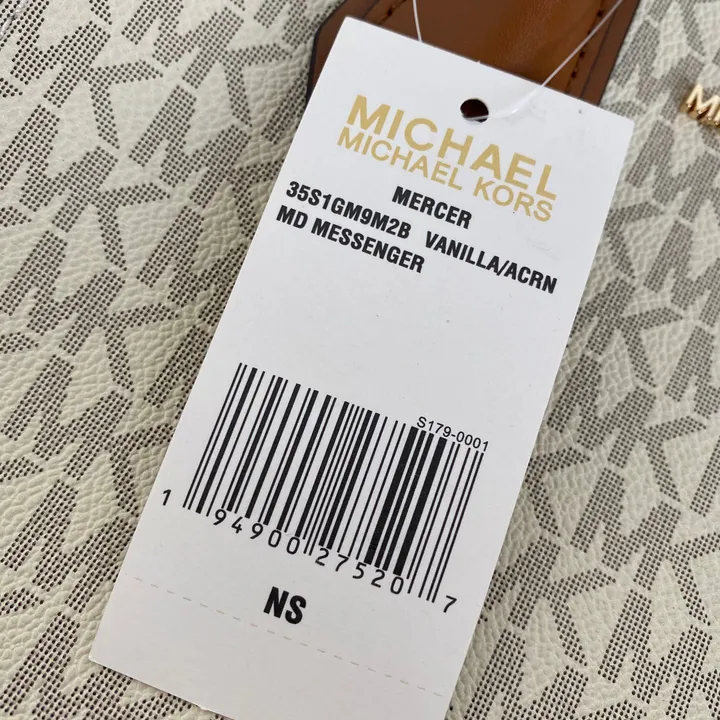 MICHAEL
MICHAEL KORS
MERCER
35S1GM9M2B VANILLA/ACRN
MD MESSENGER
S179-0001
1 94900 27520 7
NS